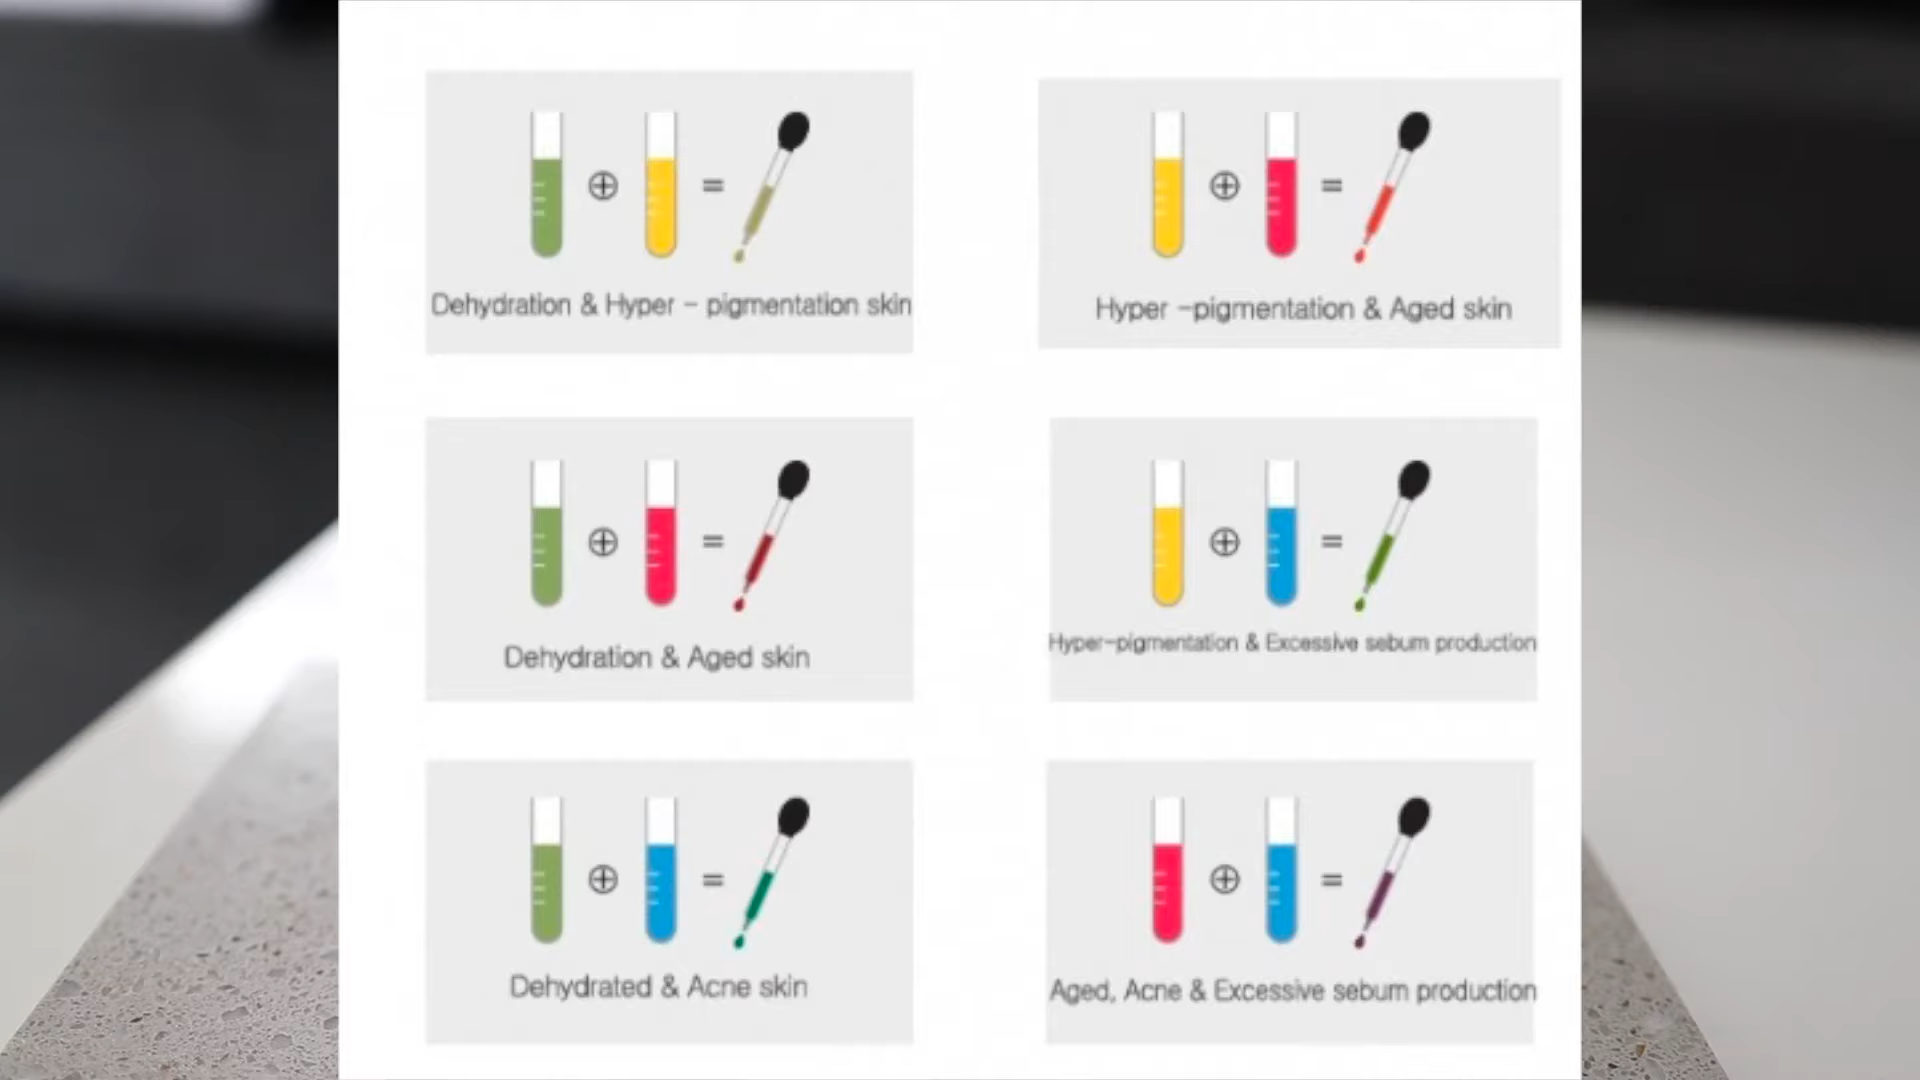 Dehydration & Hyper - pigmentation skin
Hyper -pigmentation & Aged skin
Dehydration & Aged skin
Hyper-pigmentation & Excessive sebum production
Dehydrated & Acne skin
Aged, Acne & Excessive sebum production